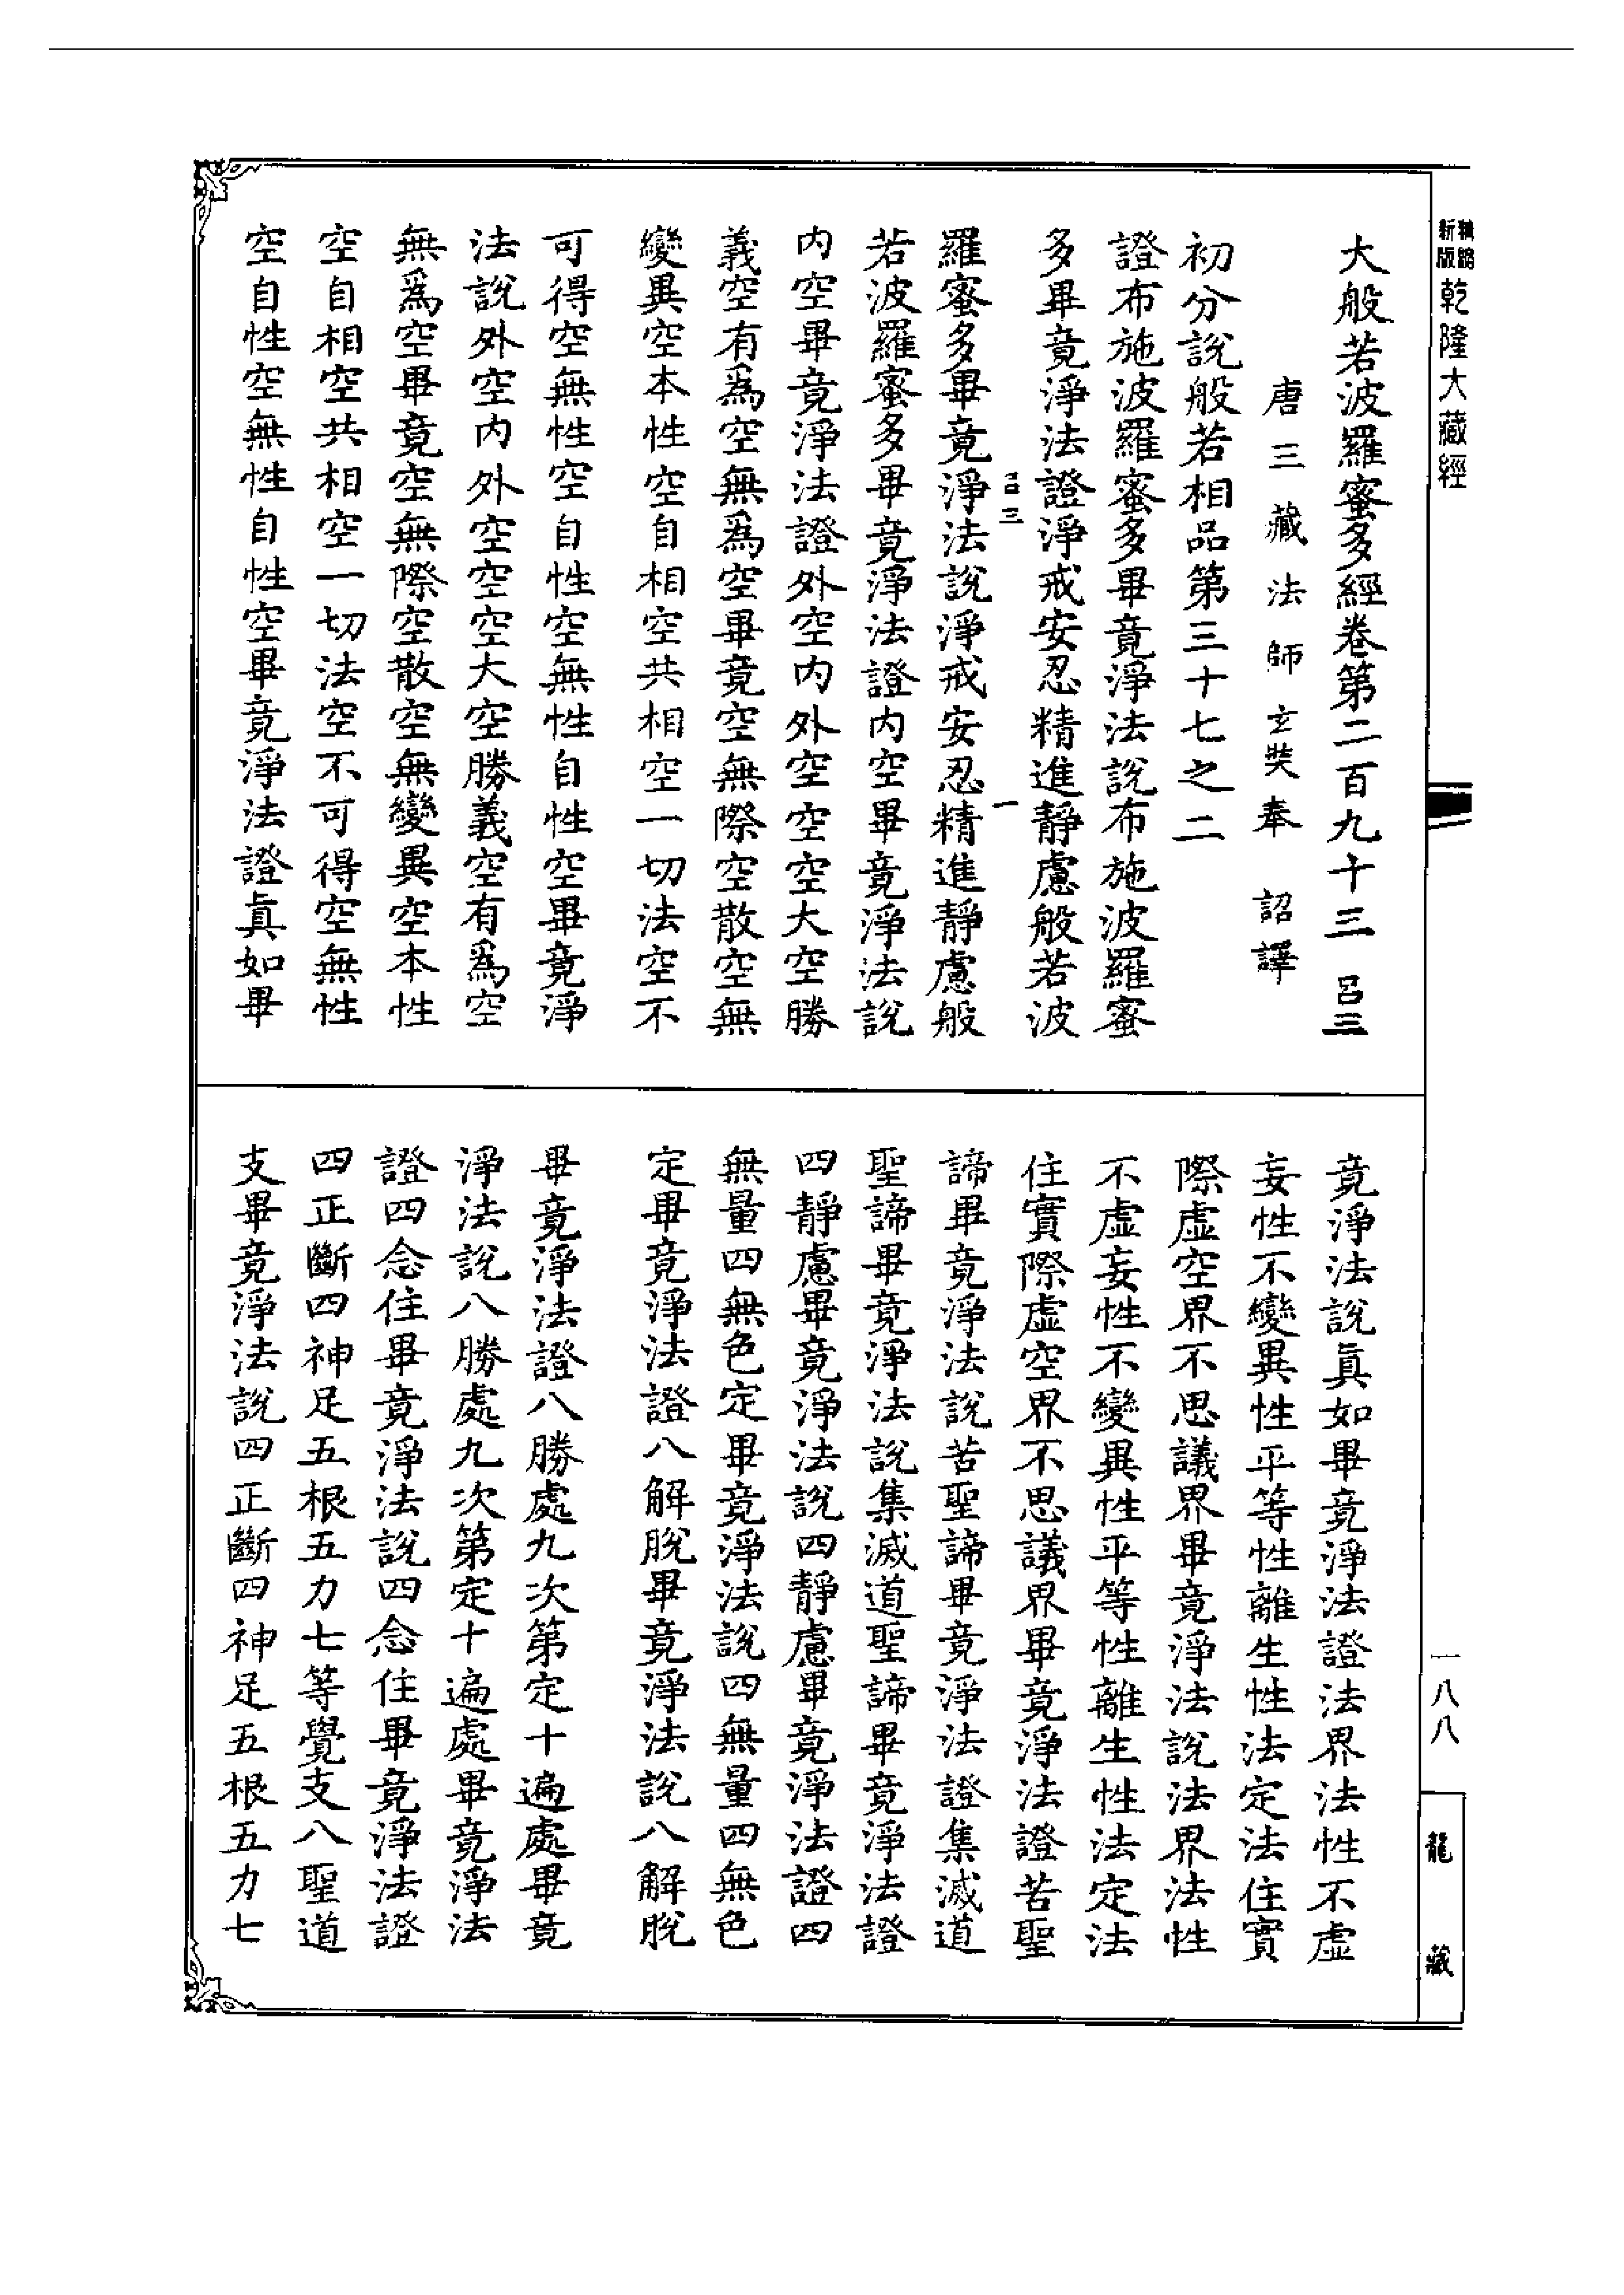 新版
精縮
乾隆大藏經
大般若波羅蜜多經卷第二百九十三 呂三
唐三藏法師玄奘奉 詔譯
初分說般若相品第三十七之二
證布施波羅蜜多畢竟淨法說布施波羅蜜
多畢竟淨法證淨戒安忍精進靜慮般若波
呂三 一
羅蜜多畢竟淨法說淨戒安忍精進靜慮般
若波羅蜜多畢竟淨法證內空畢竟淨法說
內空畢竟淨法證外空內外空空空大空勝
義空有爲空無爲空畢竟空無際空散空無
變異空本性空自相空共相空一切法空不
可得空無性空自性空無性自性空畢竟淨
法說外空內外空空空大空勝義空有爲空
無爲空畢竟空無際空散空無變異空本性
空自相空共相空一切法空不可得空無性
空自性空無性自性空畢竟淨法證眞如畢
竟淨法說眞如畢竟淨法證法界法性不虛
妄性不變異性平等性離生性法定法住實
際虛空界不思議界畢竟淨法說法界法性
不虛妄性不變異性平等性離生性法定法
住實際虛空界不思議界畢竟淨法證苦聖
諦畢竟淨法說苦聖諦畢竟淨法證集滅道
聖諦畢竟淨法說集滅道聖諦畢竟淨法證
四靜慮畢竟淨法說四靜慮畢竟淨法證四
無量四無色定畢竟淨法說四無量四無色
定畢竟淨法證八解脫畢竟淨法說八解脫
畢竟淨法證八勝處九次第定十遍處畢竟
淨法說八勝處九次第定十遍處畢竟淨法
證四念住畢竟淨法說四念住畢竟淨法證
四正斷四神足五根五力七等覺支八聖道
支畢竟淨法說四正斷四神足五根五力七
一八八
龍藏